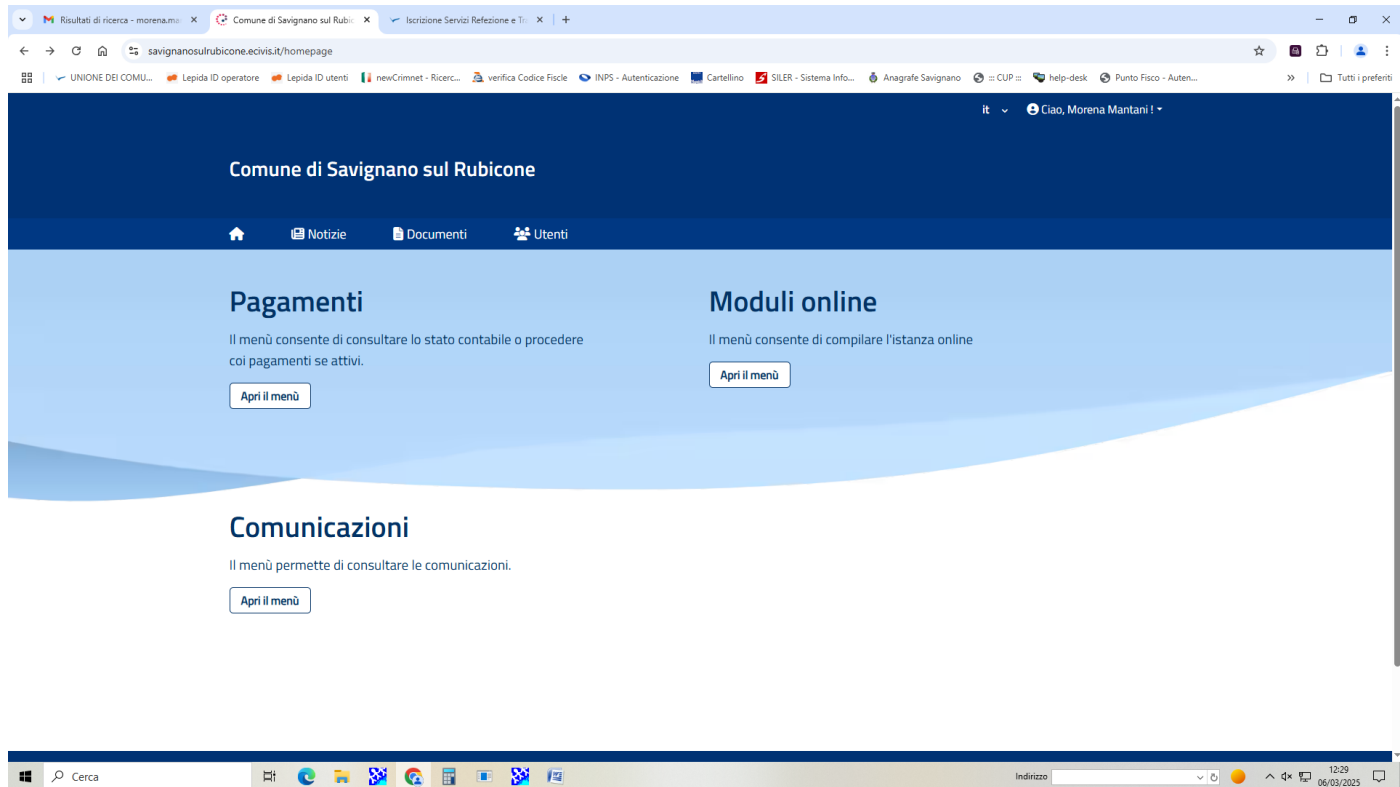 Risultati di ricerca - morena.ma
Comune di Savignano sul Rubic
Iscrizione Servizi Refezione e Tr
savignanosulrubicone.ecivis.it/homepage
UNIONE DEI COMU...
Lepida ID operatore
Lepida ID utenti
newCrimnet - Ricerc...
verifica Codice Fiscle
INPS - Autenticazione
Cartellino
SILER - Sistema Info...
Anagrafe Savignano
::: CUP :::
help-desk
Punto Fisco - Auten...
»
Tutti i preferiti
it
Ciao, Morena Mantani !
Comune di Savignano sul Rubicone
Notizie
Documenti
Utenti
Pagamenti
Il menù consente di consultare lo stato contabile o procedere
coi pagamenti se attivi.
Apri il menù
Moduli online
Il menù consente di compilare l'istanza online
Apri il menù
Comunicazioni
Il menù permette di consultare le comunicazioni.
Apri il menù
Cerca
Indirizzo
12:29
06/03/2025